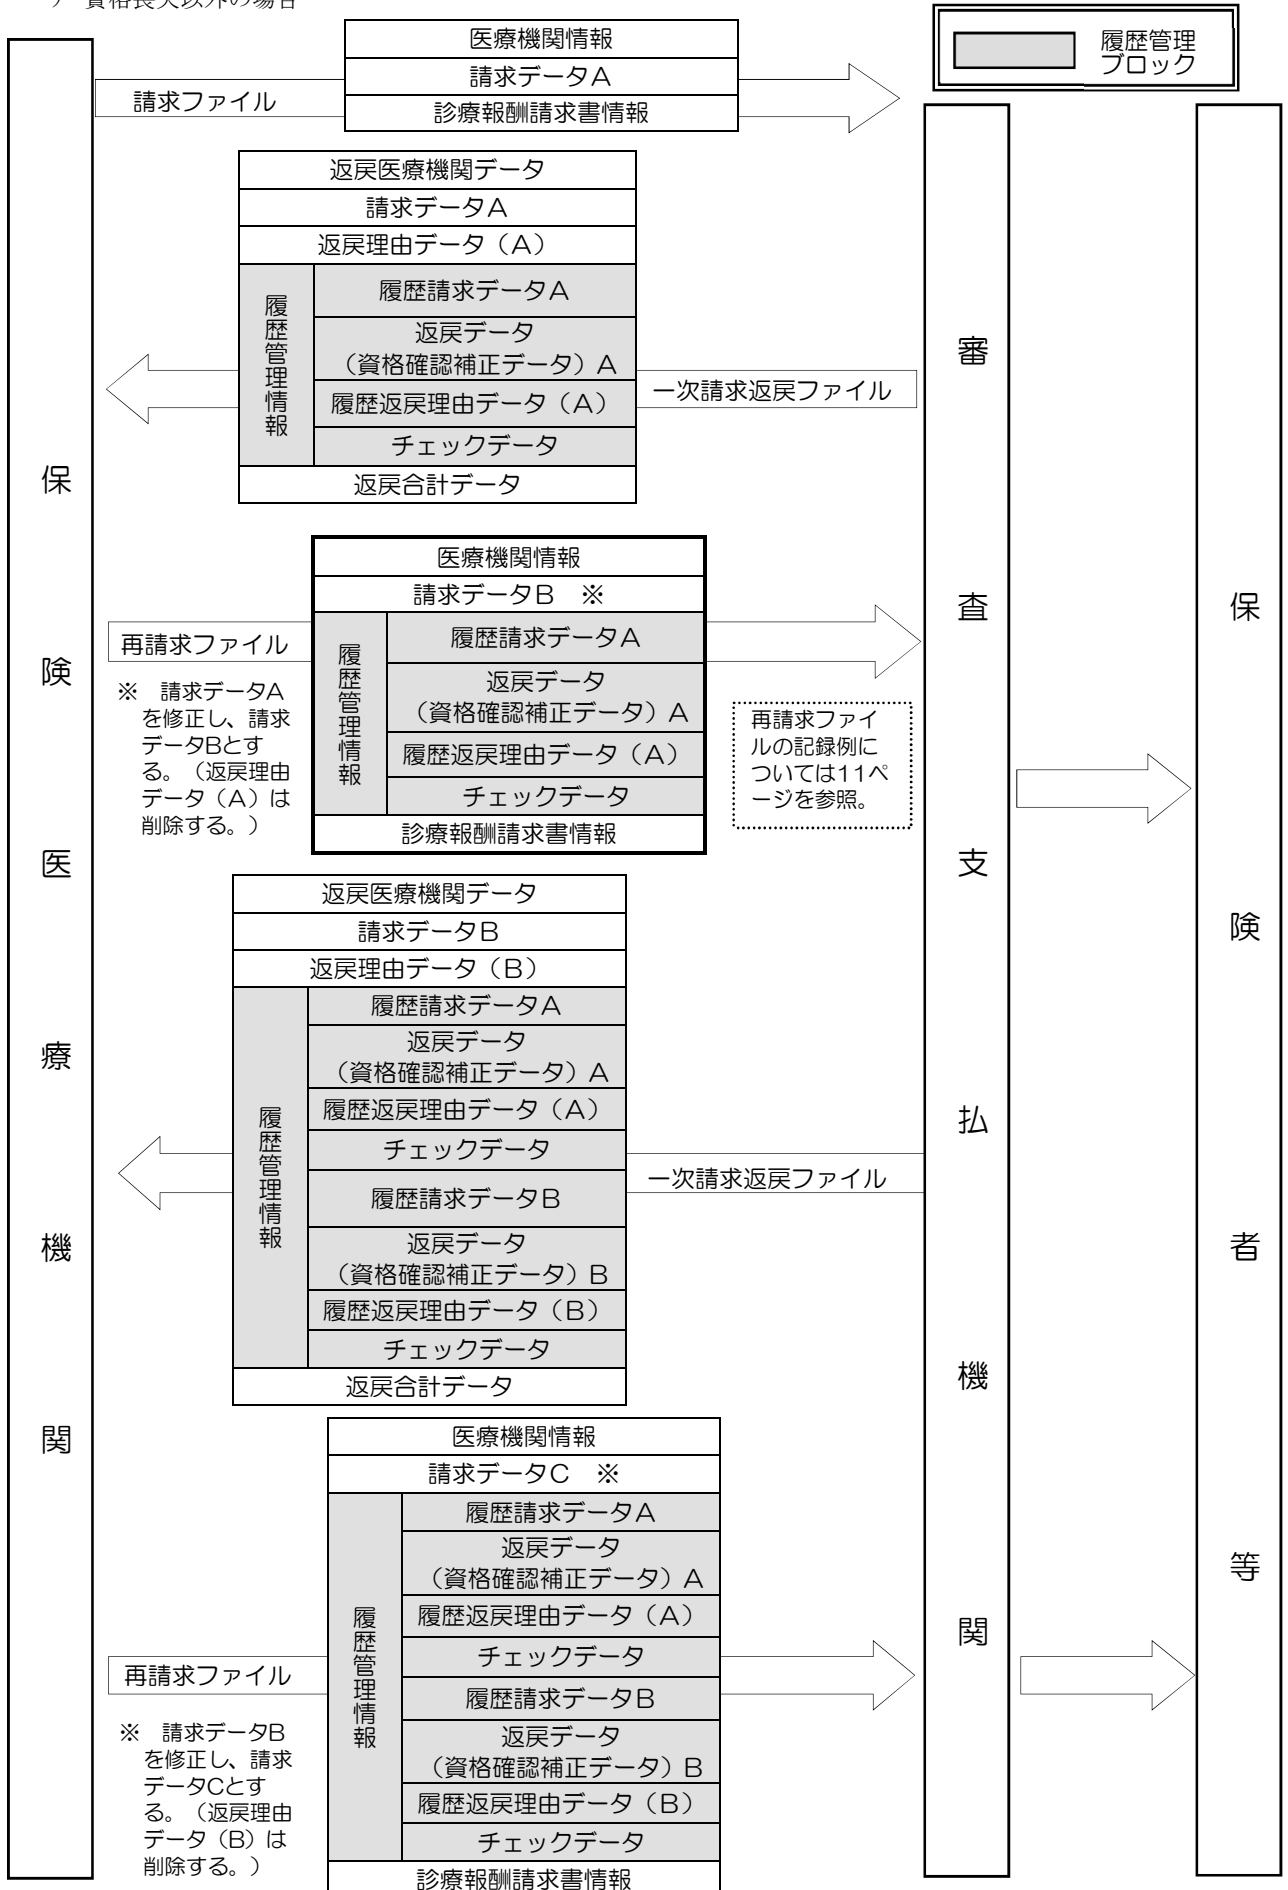 ア 資格喪失以外の場合
履歴管理
ブロック
医療機関情報
請求データA
診療報酬請求書情報
請求ファイル
返戻医療機関データ
請求データA
返戻理由データ（A）
履歴管理情報
履歴請求データA
返戻データ
（資格確認補正データ）A
履歴返戻理由データ（A）
チェックデータ
返戻合計データ
一次請求返戻ファイル
医療機関情報
請求データB ※
履歴管理情報
履歴請求データA
返戻データ
（資格確認補正データ）A
履歴返戻理由データ（A）
チェックデータ
診療報酬請求書情報
再請求ファイル
※ 請求データA
を修正し、請求
データBとす
る。（返戻理由
データ（A）は
削除する。）
再請求ファイ
ルの記録例に
ついては11ペ
ージを参照。
返戻医療機関データ
請求データB
返戻理由データ（B）
履歴管理情報
履歴請求データA
返戻データ
（資格確認補正データ）A
履歴返戻理由データ（A）
チェックデータ
履歴請求データB
返戻データ
（資格確認補正データ）B
履歴返戻理由データ（B）
チェックデータ
返戻合計データ
一次請求返戻ファイル
医療機関情報
請求データC ※
履歴管理情報
履歴請求データA
返戻データ
（資格確認補正データ）A
履歴返戻理由データ（A）
チェックデータ
履歴請求データB
返戻データ
（資格確認補正データ）B
履歴返戻理由データ（B）
チェックデータ
診療報酬請求書情報
再請求ファイル
※ 請求データB
を修正し、請求
データCとす
る。（返戻理由
データ（B）は
削除する。）
保険医療機関
審査支払機関
保険者等